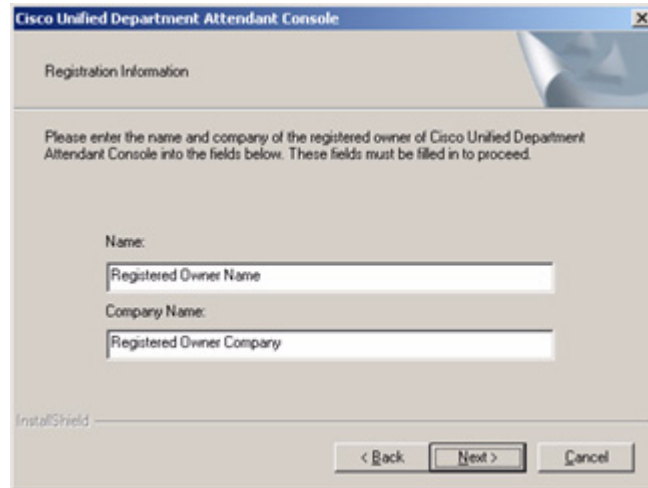 Cisco Unified Department Attendant Console
Registration Information
Please enter the name and company of the registered owner of Cisco Unified Department
Attendant Console into the fields below. These fields must be filled in to proceed.
Name:
Registered Owner Name
Company Name:
Registered Owner Company
InstallShield
< Back
Next >
Cancel